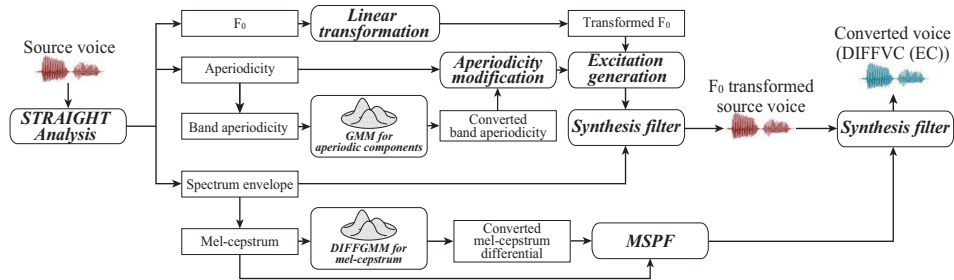 Source voice
STRAIGHT
Analysis
F₀
Linear
transformation
Transformed F₀
Aperiodicity
Aperiodicity
modification
Excitation
generation
Band aperiodicity
GMM for
aperiodic components
Converted
band aperiodicity
Synthesis filter
F₀ transformed
source voice
Converted voice
(DIFFVC (EC))
Synthesis filter
Spectrum envelope
Mel-cepstrum
DIFFGMM for
mel-cepstrum
Converted
mel-cepstrum
differential
MSPF